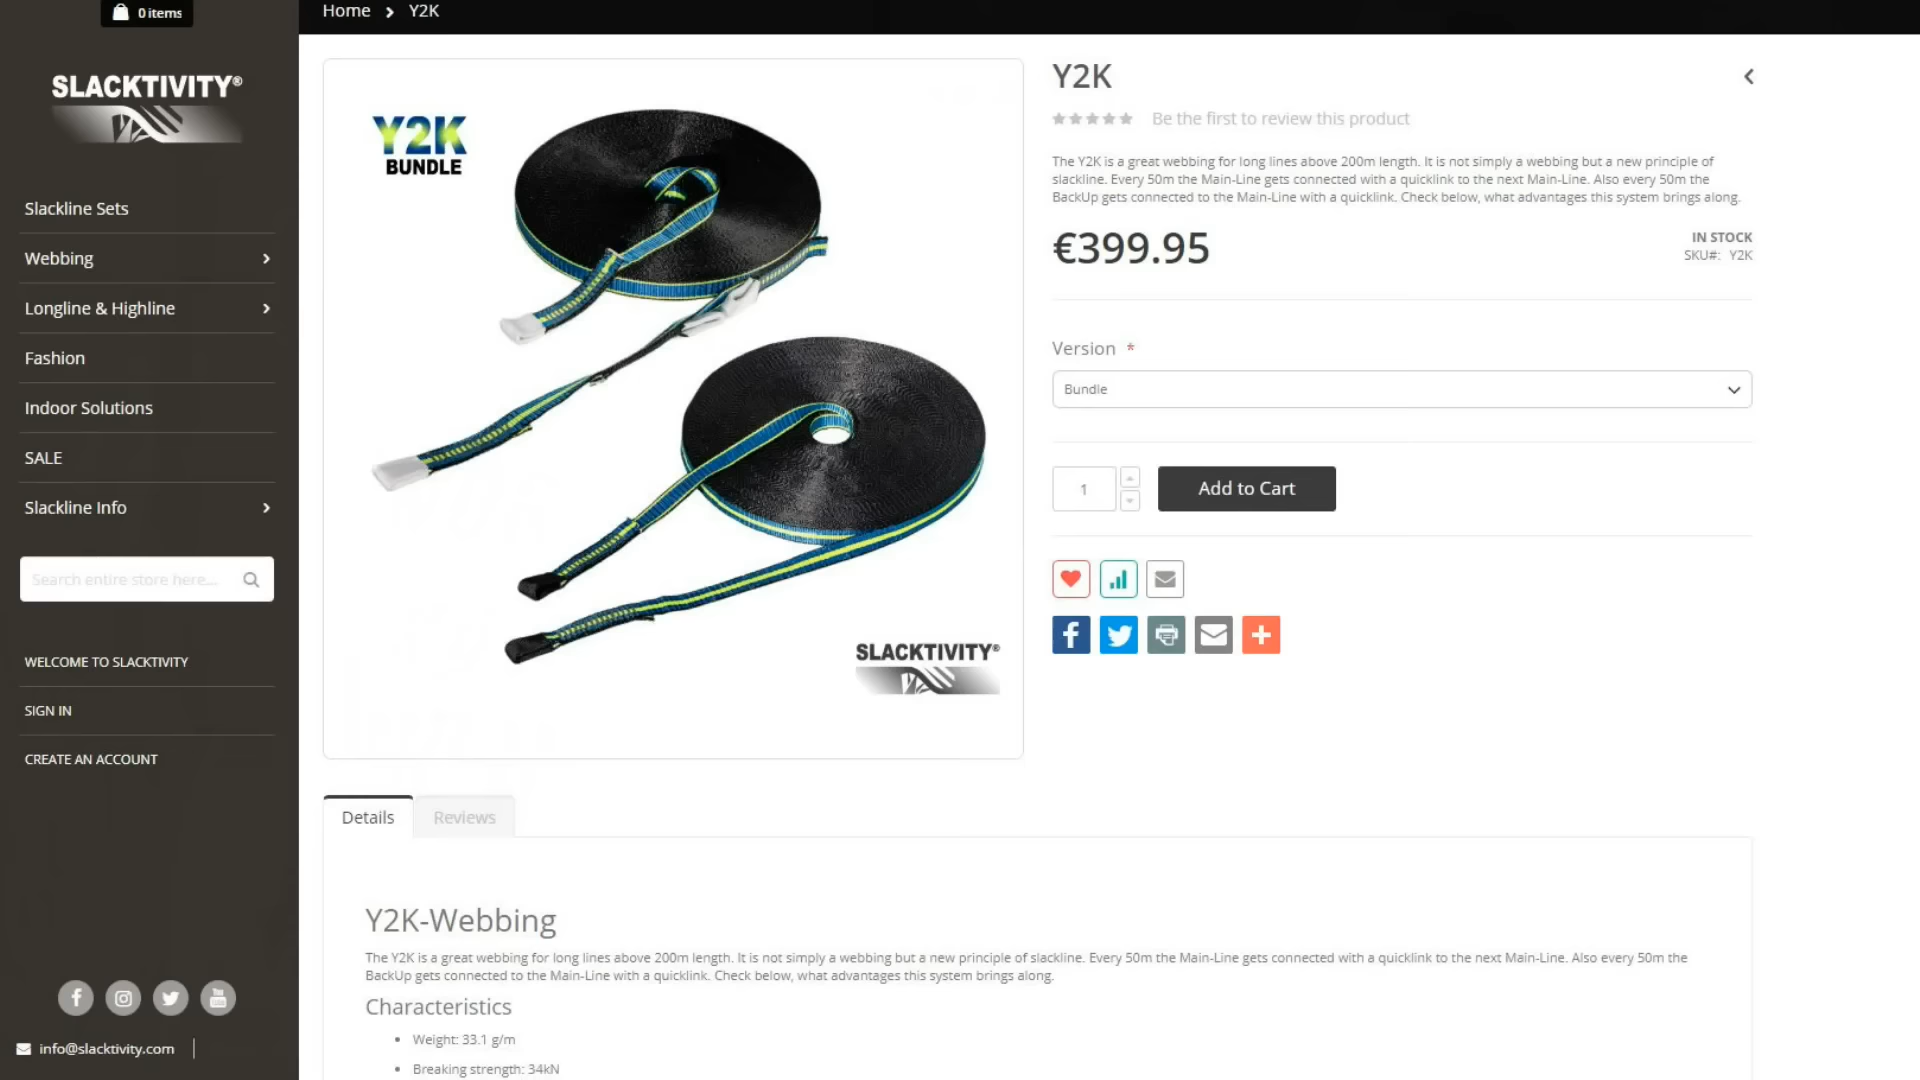 0 items
Home > Y2K
SLACKTIVITY®
Slackline Sets
Webbing
Longline & Highline
Fashion
Indoor Solutions
SALE
Slackline Info
Search entire store here...
WELCOME TO SLACKTIVITY
SIGN IN
CREATE AN ACCOUNT
info@slacktivity.com
Y2K
BUNDLE
SLACKTIVITY®
Y2K
Be the first to review this product
The Y2K is a great webbing for long lines above 200m length. It is not simply a webbing but a new principle of
slackline. Every 50m the Main-Line gets connected with a quicklink to the next Main-Line. Also every 50m the
BackUp gets connected to the Main-Line with a quicklink. Check below, what advantages this system brings along.
€399.95
IN STOCK
SKU#: Y2K
Version *
Bundle
1
Add to Cart
Details
Reviews
Y2K-Webbing
The Y2K is a great webbing for long lines above 200m length. It is not simply a webbing but a new principle of slackline. Every 50m the Main-Line gets connected with a quicklink to the next Main-Line. Also every 50m the
BackUp gets connected to the Main-Line with a quicklink. Check below, what advantages this system brings along.
Characteristics
• Weight: 33.1 g/m
• Breaking strength: 34kN